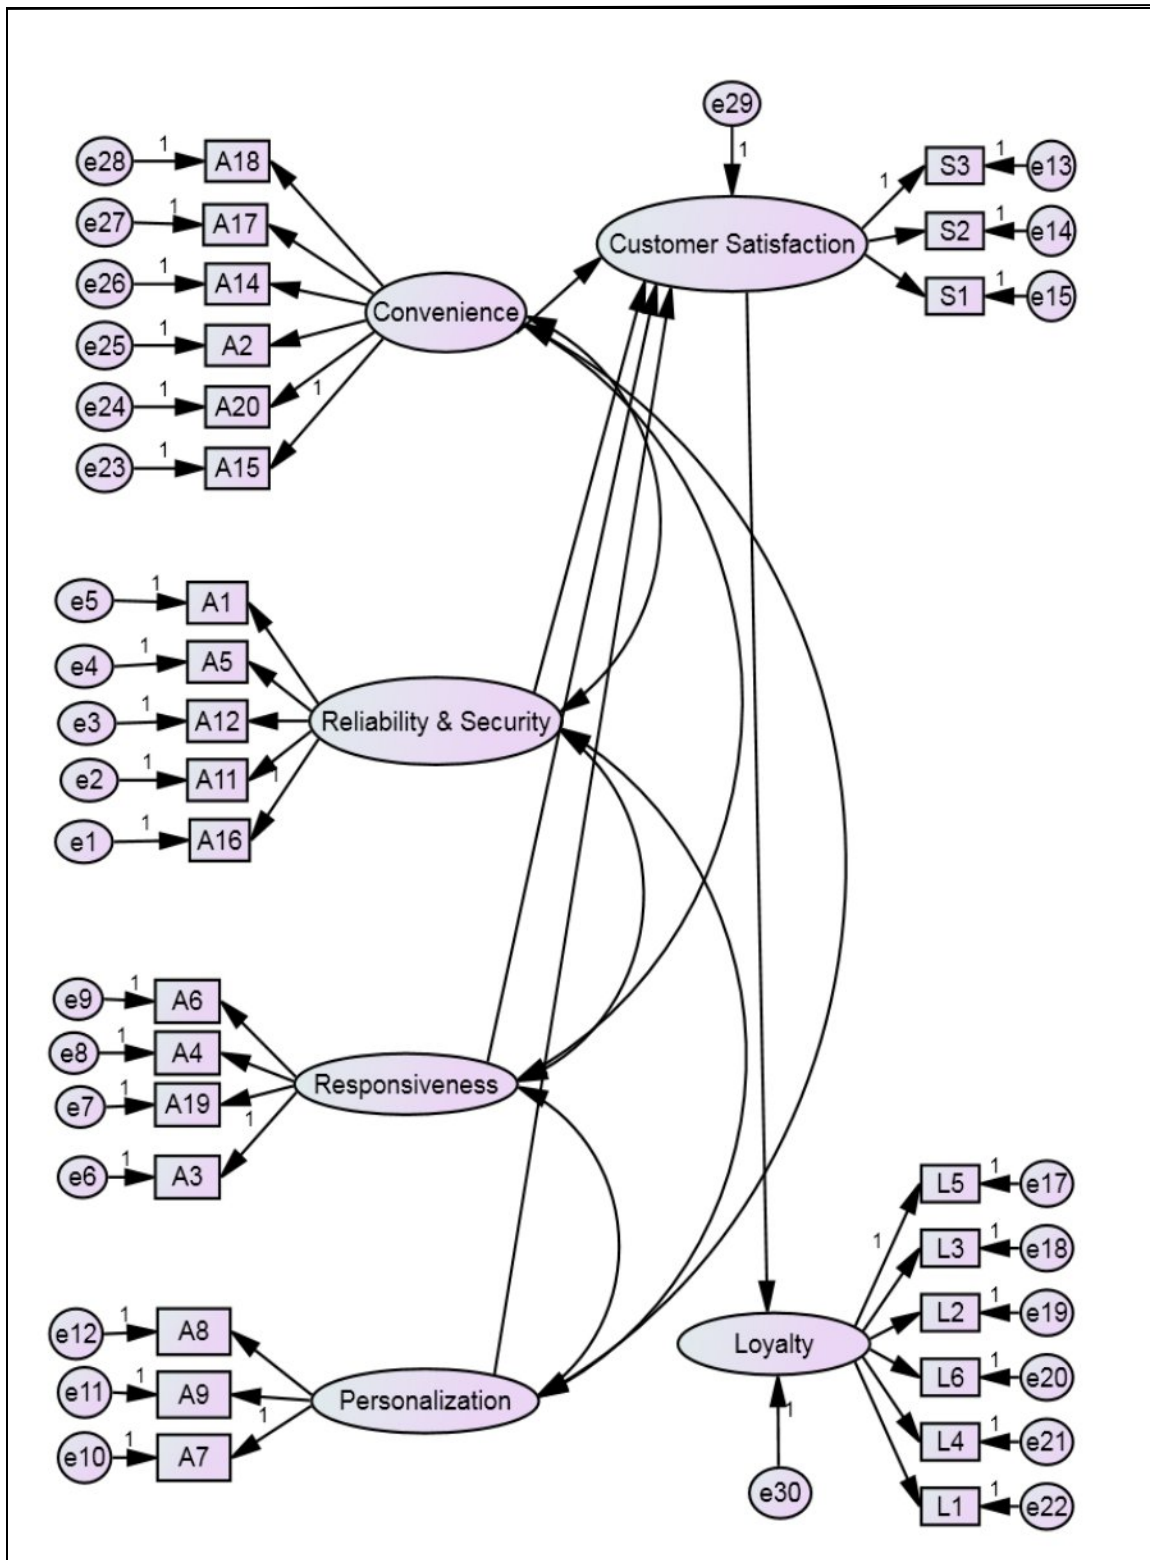 e29
1
e28 1 A18
e27 1 A17
e26 1 A14
e25 1 A2
e24 1 A20
e23 1 A15
1
Convenience
Customer Satisfaction
1
S3 1 e13
S2 1 e14
S1 1 e15
e5 1 A1
e4 1 A5
e3 1 A12
e2 1 A11
e1 1 A16
1
Reliability & Security
e9 1 A6
e8 1 A4
e7 1 A19
e6 1 A3
1
Responsiveness
e12 1 A8
e11 1 A9
e10 1 A7
1
Personalization
Loyalty
1
L5 1 e17
L3 1 e18
L2 1 e19
L6 1 e20
L4 1 e21
L1 1 e22
1
e30